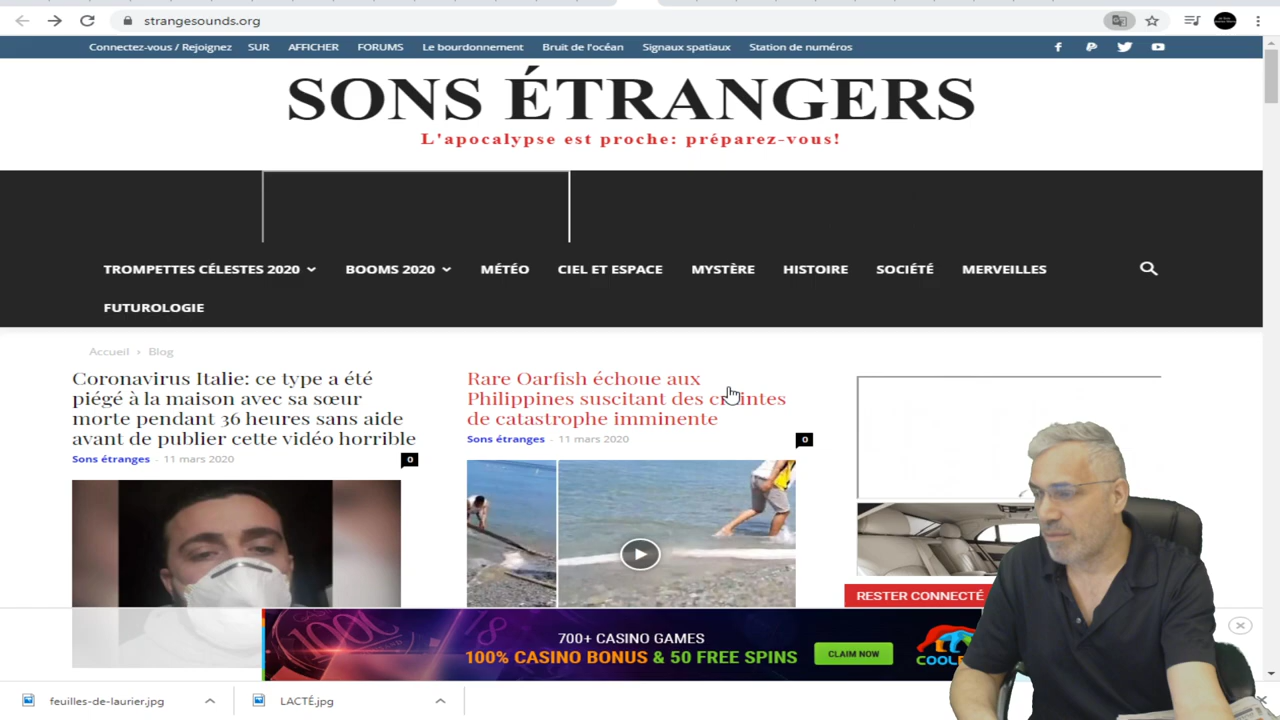 strangesounds.org
Connectez-vous / Rejoignez SUR AFFICHER FORUMS Le bourdonnement Bruit de l'océan Signaux spatiaux Station de numéros
SONS ÉTRANGERS
L'apocalypse est proche: préparez-vous!
TROMPETTES CÉLESTES 2020 BOOMS 2020 MÉTÉO CIEL ET ESPACE MYSTÈRE HISTOIRE SOCIÉTÉ MERVEILLES
FUTUROLOGIE
Accueil › Blog
Coronavirus Italie: ce type a été
piégé à la maison avec sa sœur
morte pendant 36 heures sans aide
avant de publier cette vidéo horrible
Sons étranges - 11 mars 2020 0
Rare Oarfish échoue aux
Philippines suscitant des craintes
de catastrophe imminente
Sons étranges - 11 mars 2020 0
RESTER CONNECTÉ
700+ CASINO GAMES
100% CASINO BONUS & 50 FREE SPINS
CLAIM NOW
COOL
feuilles-de-laurier.jpg
LACTÉ.jpg